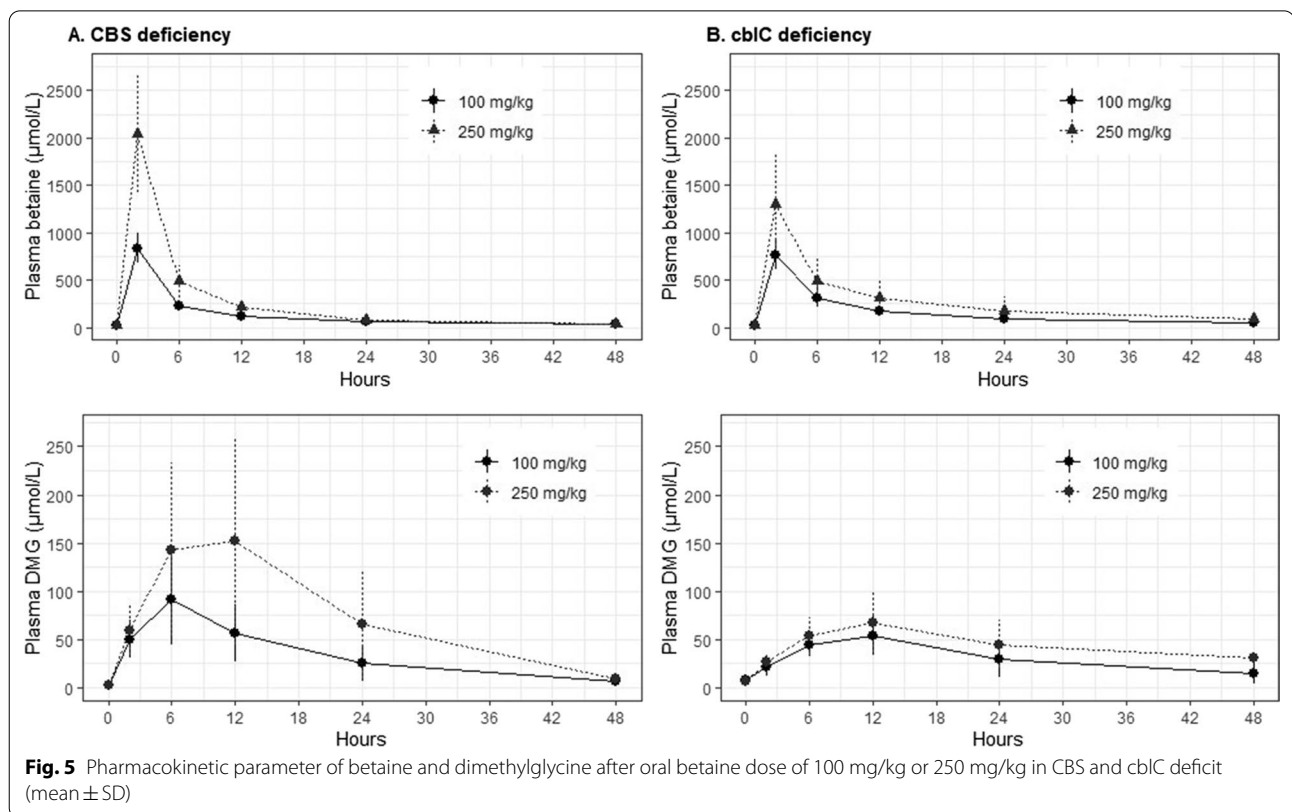 A. CBS deficiency
Plasma betaine (µmol/L)
2500
2000
1500
1000
500
0
100 mg/kg
250 mg/kg
0 6 12 24 30 36 42 48
Hours
B. cblC deficiency
Plasma betaine (µmol/L)
2500
2000
1500
1000
500
0
100 mg/kg
250 mg/kg
0 6 12 18 24 30 36 42 48
Hours
Plasma DMG (µmol/L)
250
200
150
100
50
0
100 mg/kg
250 mg/kg
0 6 12 18 24 30 36 42 48
Hours
Plasma DMG (µmol/L)
250
200
150
100
50
0
100 mg/kg
250 mg/kg
0 6 12 18 24 30 36 42 48
Hours
Fig. 5 Pharmacokinetic parameter of betaine and dimethylglycine after oral betaine dose of 100 mg/kg or 250 mg/kg in CBS and cblC deficit
(mean ± SD)